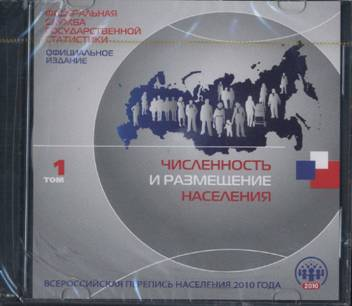 ФЕДЕРАЛЬНАЯ
СЛУЖБА
ГОСУДАРСТВЕННОЙ
СТАТИСТИКИ
ОФИЦИАЛЬНОЕ
ИЗДАНИЕ
1
ТОМ
ЧИСЛЕННОСТЬ
И РАЗМЕЩЕНИЕ
НАСЕЛЕНИЯ
2010
ВСЕРОССИЙСКАЯ ПЕРЕПИСЬ НАСЕЛЕНИЯ 2010 ГОДА